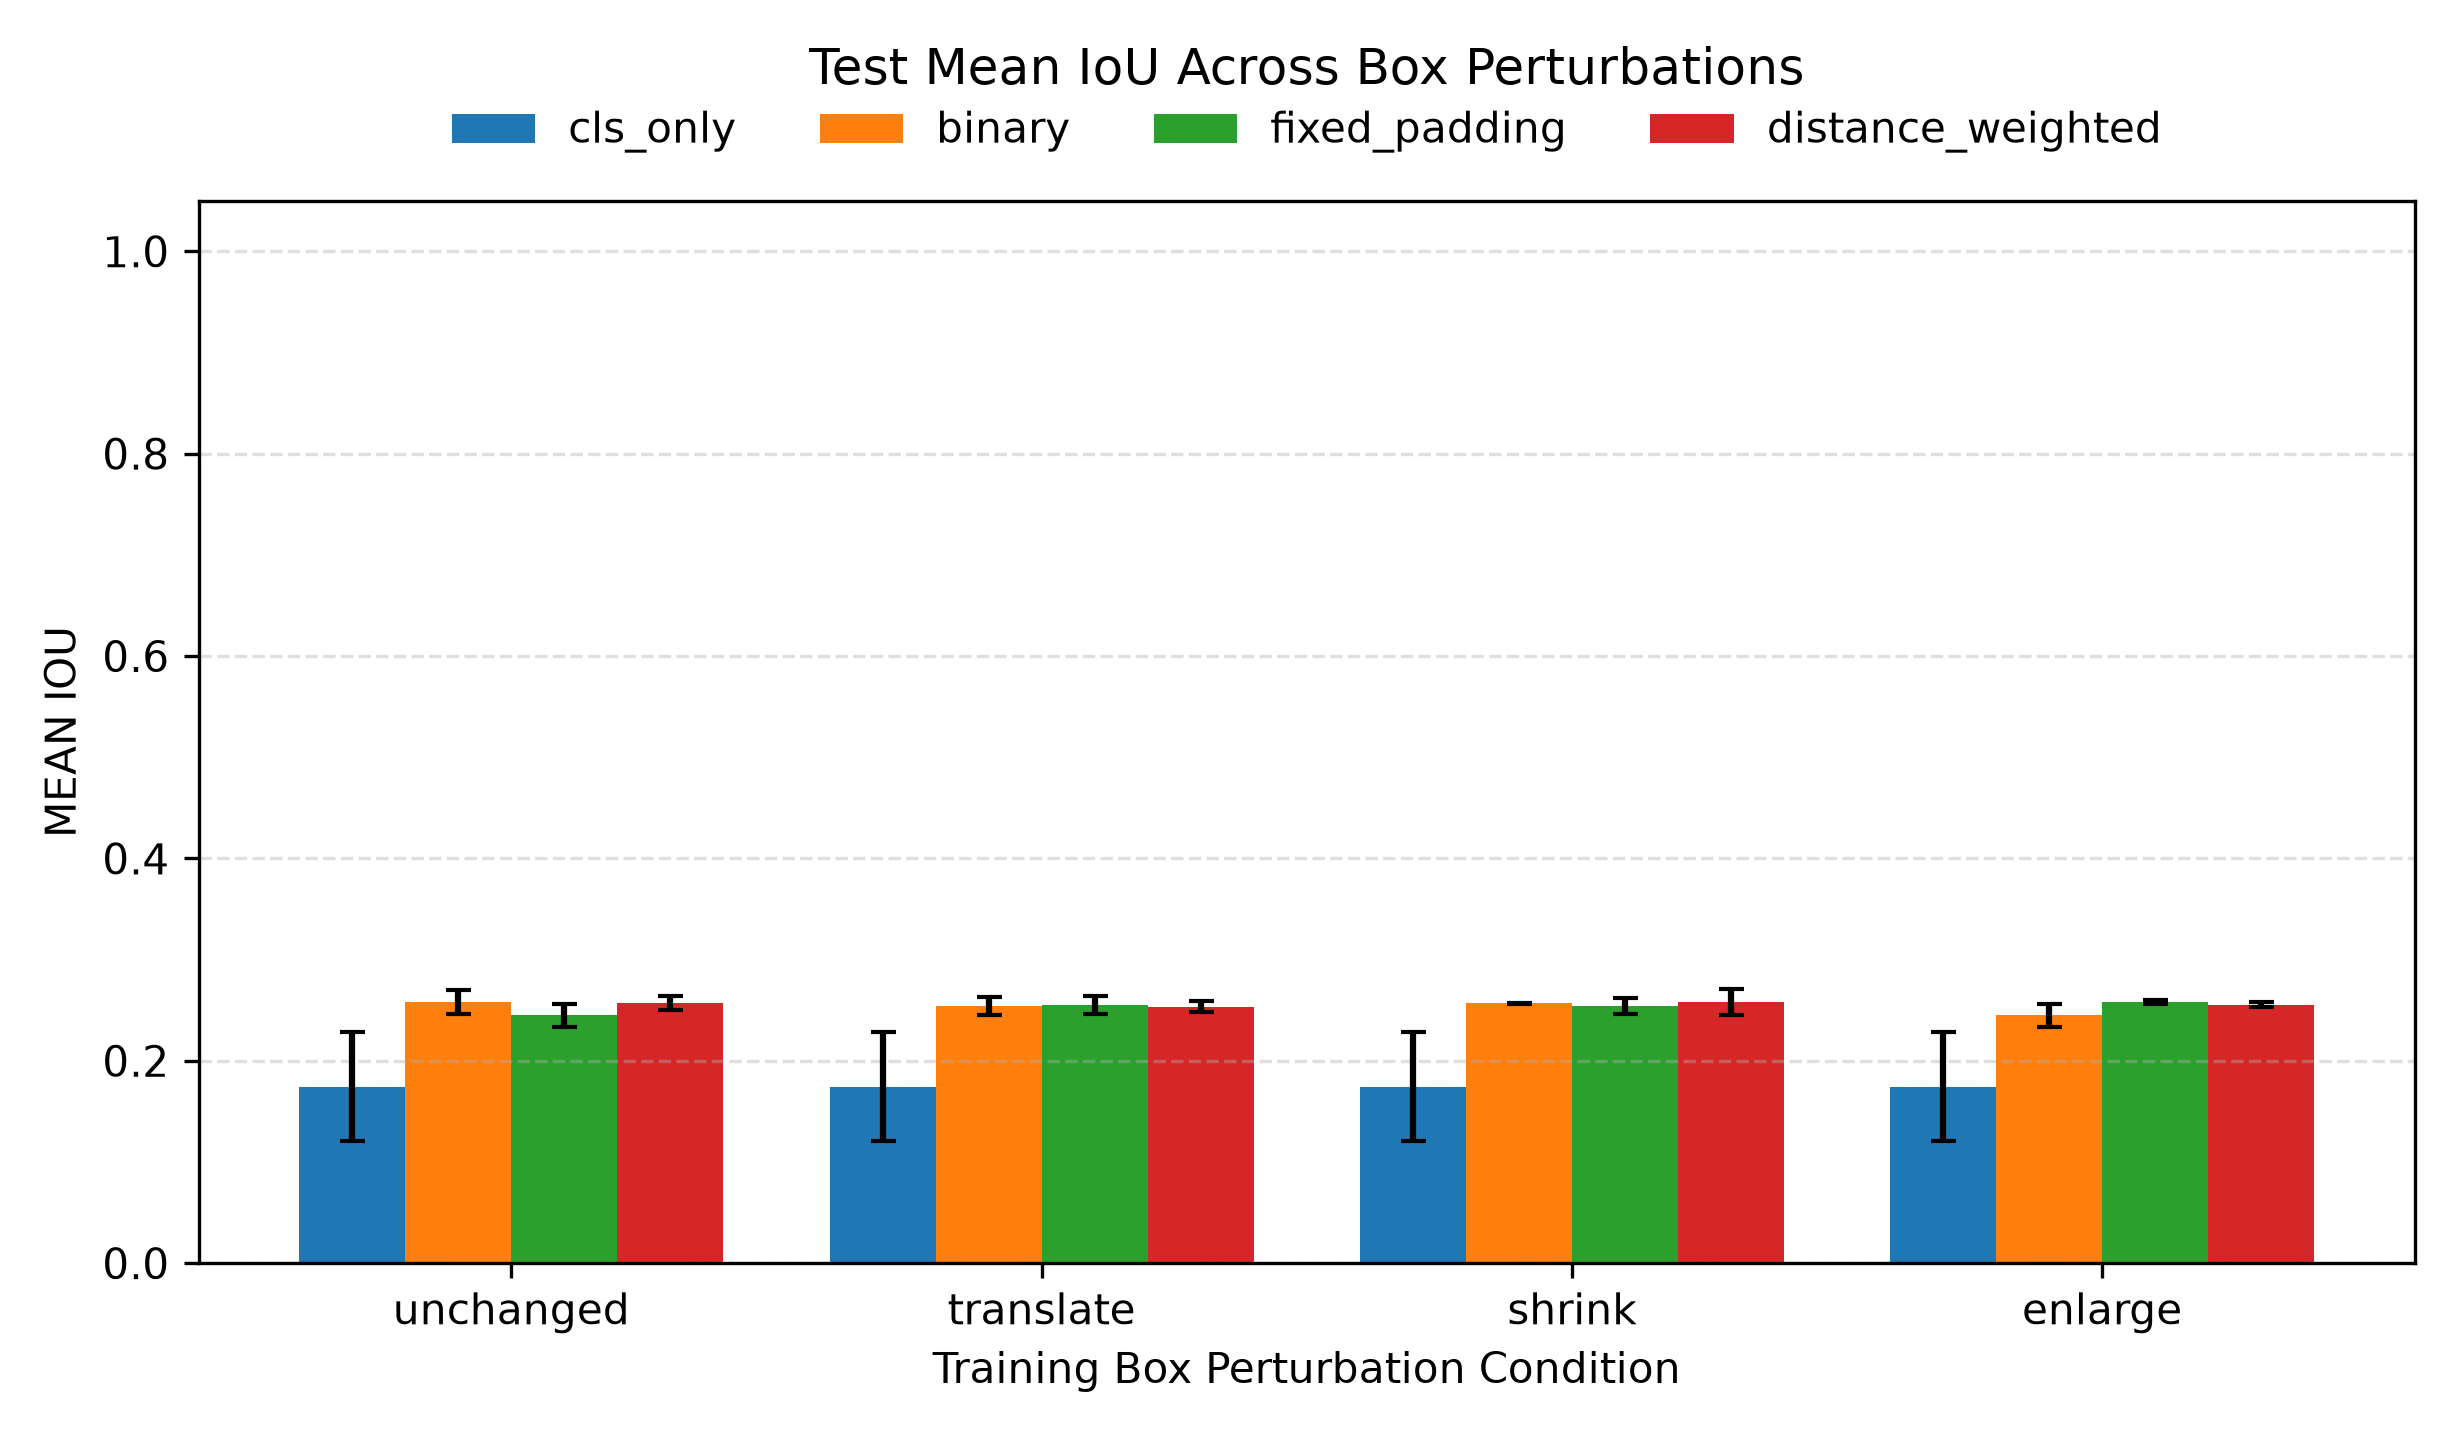 Test Mean IoU Across Box Perturbations
cls_only binary fixed_padding distance_weighted
1.0
0.8
0.6
0.4
0.2
0.0
MEAN IOU
unchanged translate shrink enlarge
Training Box Perturbation Condition